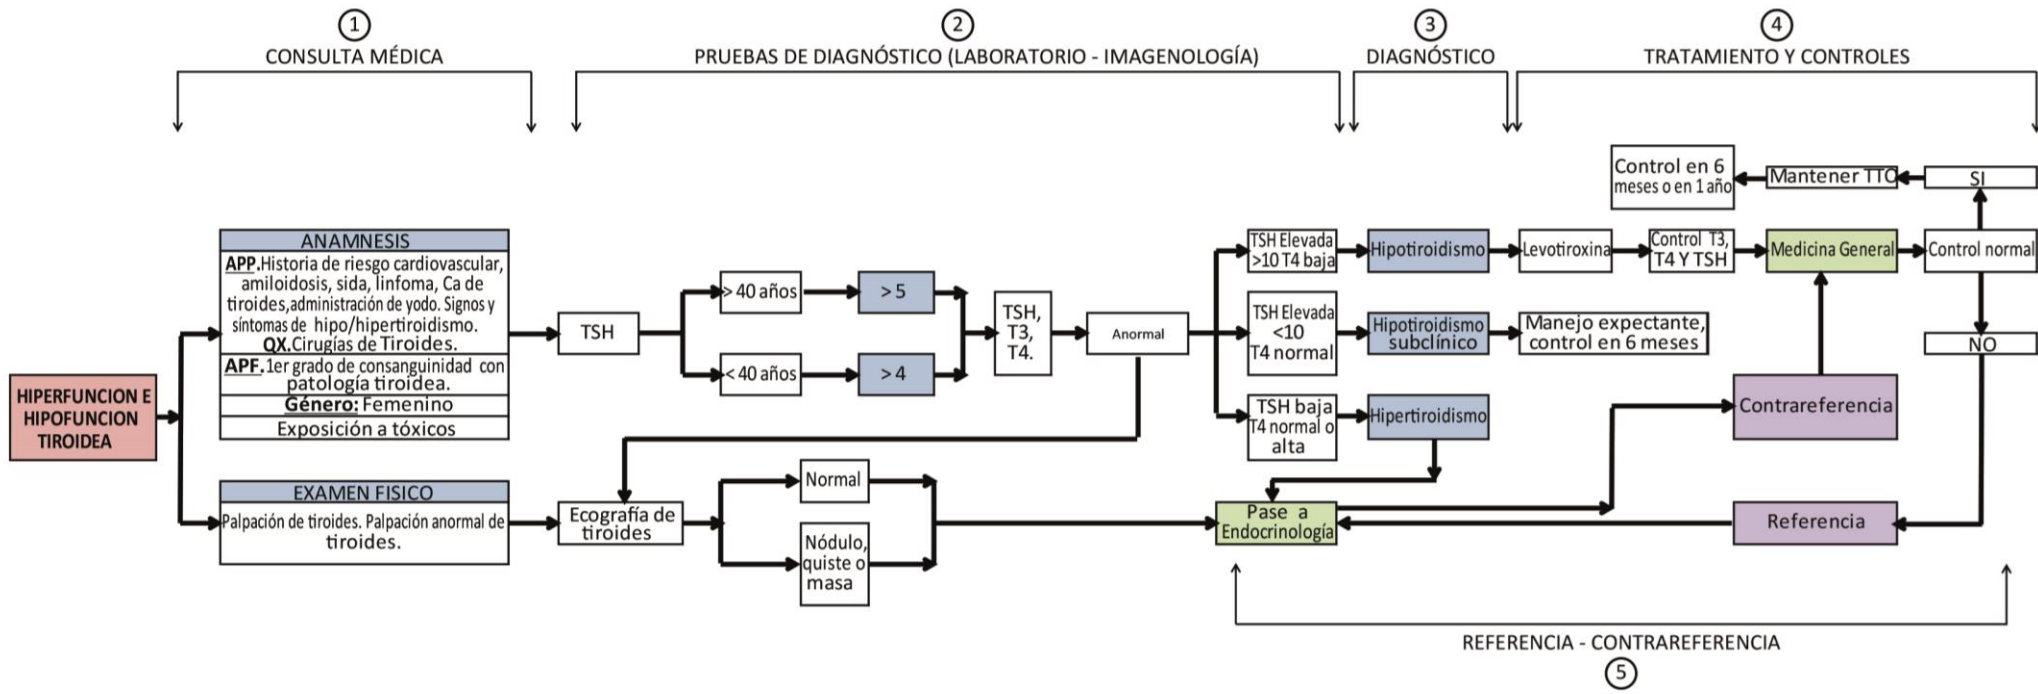 1
CONSULTA MÉDICA
2
PRUEBAS DE DIAGNÓSTICO (LABORATORIO - IMAGENOLOGÍA)
3
DIAGNÓSTICO
4
TRATAMIENTO Y CONTROLES
HIPERFUNCION E
HIPOFUNCION
TIROIDEA
ANAMNESIS
APP.Historia de riesgo cardiovascular,
amiloidosis, sida, linfoma, Ca de
tiroides,administración de yodo. Signos y
síntomas de hipo/hipertiroidismo.
QX.Cirugías de Tiroides.
APF.1er grado de consanguinidad con
patología tiroidea.
Género: Femenino
Exposición a tóxicos
EXAMEN FISICO
Palpación de tiroides. Palpación anormal de
tiroides.
TSH
> 40 años
> 5
< 40 años
> 4
TSH,
T3,
T4.
Anormal
Ecografía de
tiroides
Normal
Nódulo,
quiste o
masa
TSH Elevada
>10 T4 baja
Hipotiroidismo
Levotiroxina
Control T3,
T4 Y TSH
Medicina General
Control normal
SI
Mantener TTO
Control en 6
meses o en 1 año
NO
TSH Elevada
<10
T4 normal
Hipotiroidismo
subclínico
Manejo expectante,
control en 6 meses
TSH baja
T4 normal o
alta
Hipertiroidismo
Contrareferencia
Pase a
Endocrinología
Referencia
REFERENCIA - CONTRAREFERENCIA
5